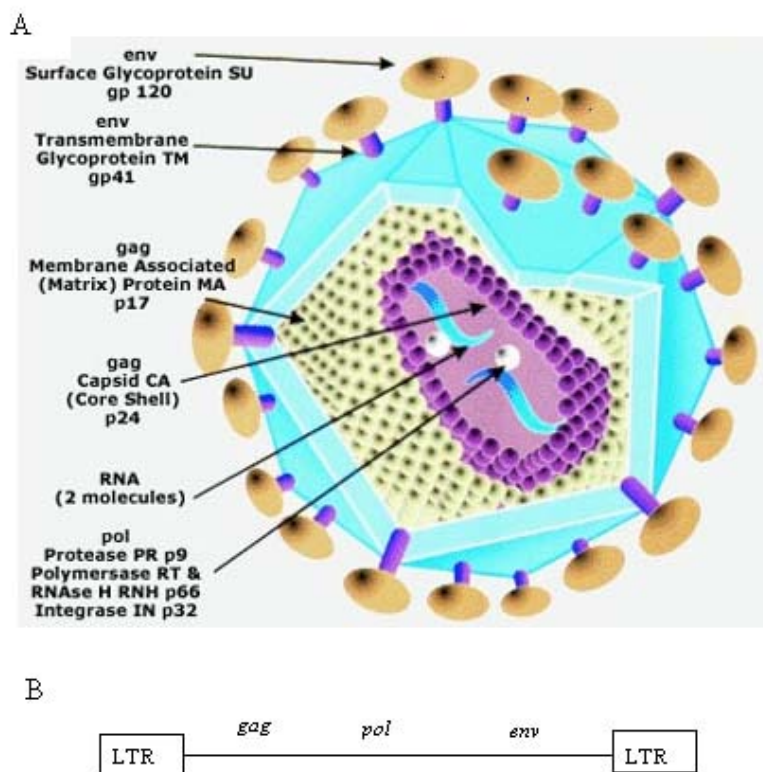 A
env
Surface Glycoprotein SU
gp 120
env
Transmembrane
Glycoprotein TM
gp41
gag
Membrane Associated
(Matrix) Protein MA
p17
gag
Capsid CA
(Core Shell)
p24
RNA
(2 molecules)
pol
Protease PR p9
Polymersase RT &
RNAse H RNH p66
Integrase IN p32
B
gag pol env
LTR LTR